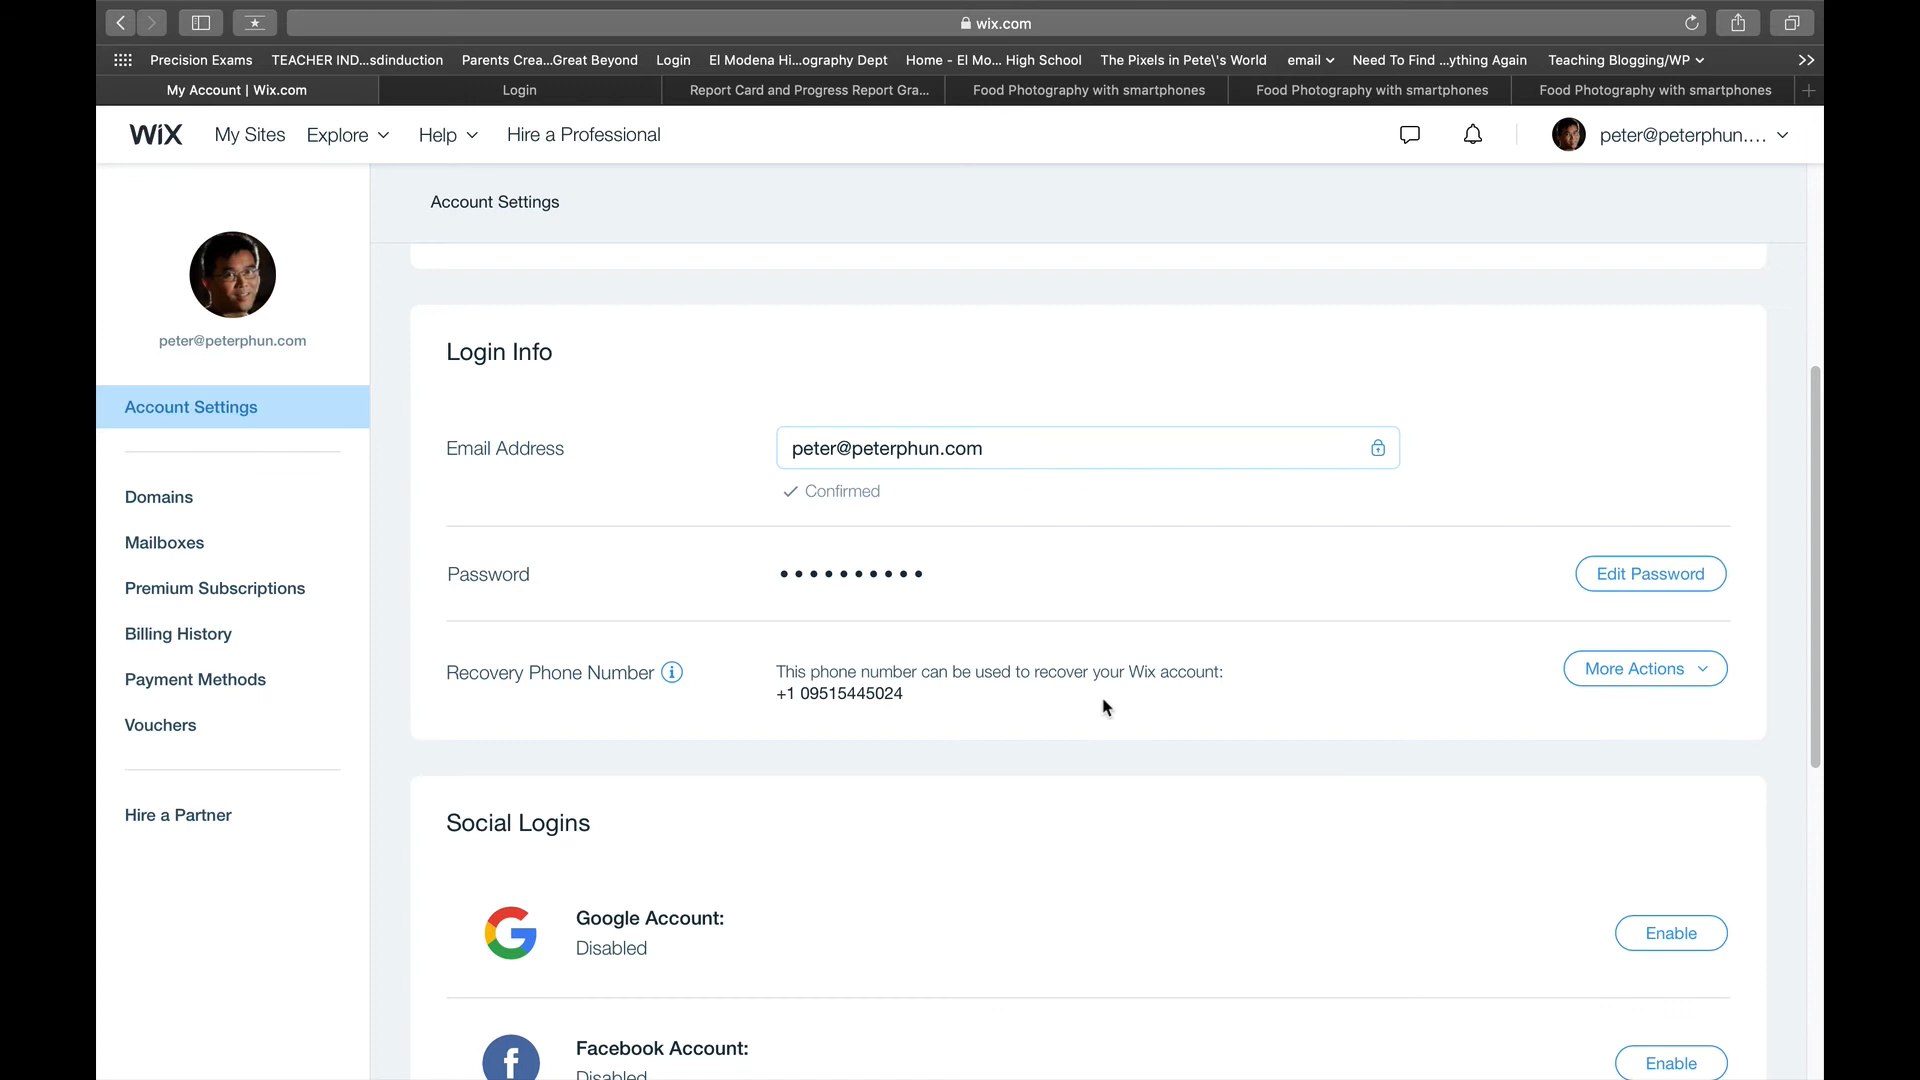 wix.com
Precision Exams TEACHER IND...sdinduction Parents Crea...Great Beyond Login El Modena Hi...ography Dept Home - El Mo... High School The Pixels in Pete\'s World email Need To Find ...ything Again Teaching Blogging/WP
My Account | Wix.com Login Report Card and Progress Report Gra... Food Photography with smartphones Food Photography with smartphones Food Photography with smartphones
WiX My Sites Explore Help Hire a Professional peter@peterphun....
Account Settings
peter@peterphun.com
Account Settings
Domains
Mailboxes
Premium Subscriptions
Billing History
Payment Methods
Vouchers
Hire a Partner
Login Info
Email Address peter@peterphun.com
Confirmed
Password Edit Password
Recovery Phone Number This phone number can be used to recover your Wix account: More Actions
+1 09515445024
Social Logins
Google Account:
Disabled Enable
Facebook Account:
Disabled Enable